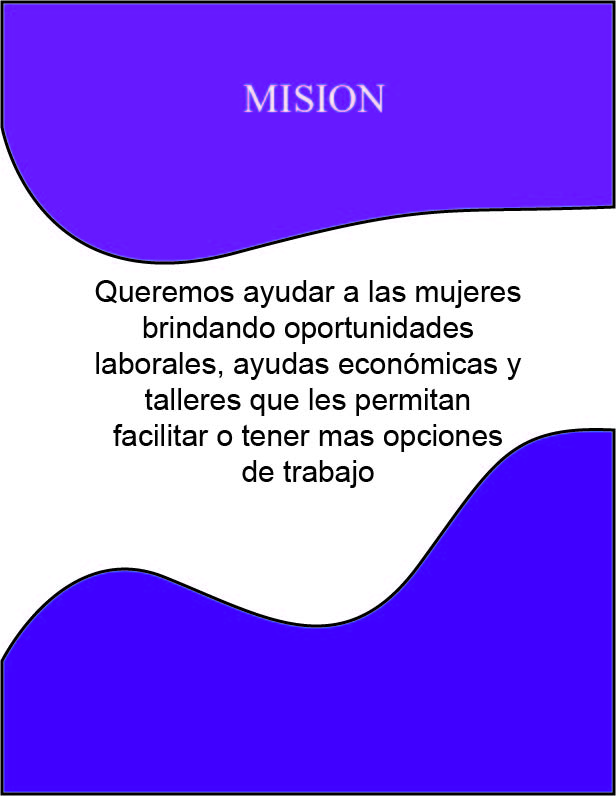 MISION
Queremos ayudar a las mujeres
brindando oportunidades
laborales, ayudas económicas y
talleres que les permitan
facilitar o tener mas opciones
de trabajo